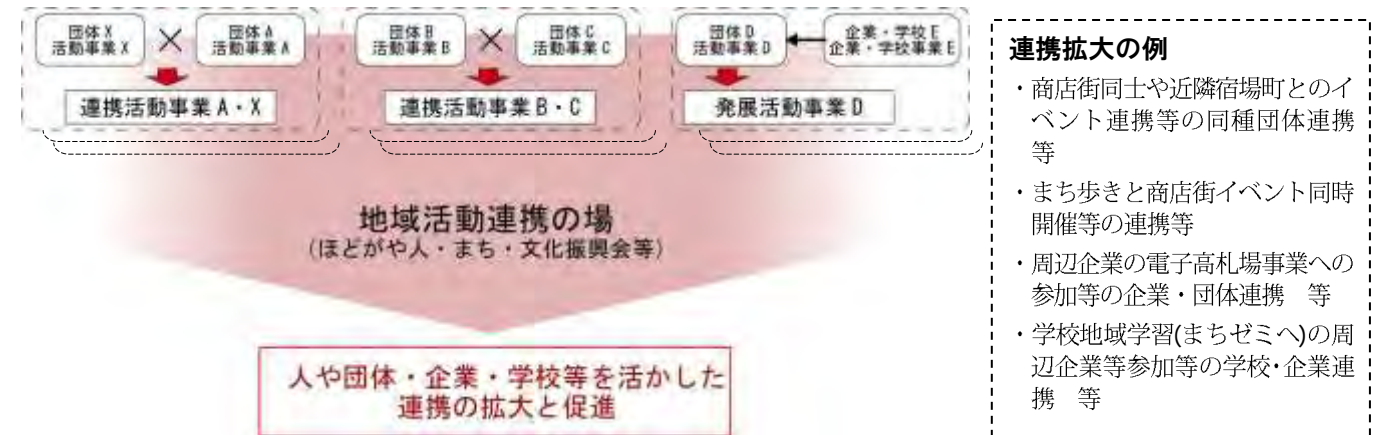 団体X
活動事業X
×
団体A
活動事業A
連携活動事業A・X
団体B
活動事業B
×
団体C
活動事業C
連携活動事業B・C
団体D
活動事業D
企業・学校E
企業・学校事業E
発展活動事業D
地域活動連携の場
(ほどがや人・まち・文化振興会等)
人や団体・企業・学校等を活かした
連携の拡大と促進
連携拡大の例
・商店街同士や近隣宿場町とのイ
ベント連携等の同種団体連携
等
・まち歩きと商店街イベント同時
開催等の連携等
・周辺企業の電子高札場事業への
参加等の企業・団体連携　等
・学校地域学習(まちゼミへ)の周
辺企業等参加等の学校・企業連
携　等